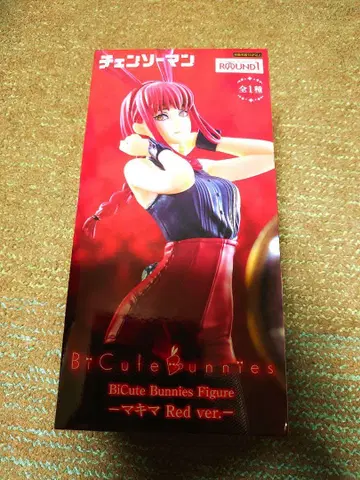 チェンソーマン
ROUND1
全1種
BiCute Bunnies
BiCute Bunnies Figure
ーマキマ Red ver.ー